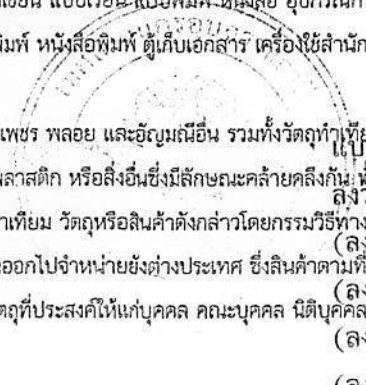 แบบเรียน แบบพิมพ์ หนังสือ
พิมพ์ หนังสือพิมพ์ ตู้เก็บเอกสาร เครื่องใช้สำนัก
เพชร พลอย และอัญมณีอื่น รวมทั้งวัตถุทำเทีย
พลาสติก หรือสิ่งอื่นซึ่งมีลักษณะคล้ายคลึงกัน
ำเทียม วัตถุหรือสินค้าดังกล่าวโดยกรรมวิธีทาง
งออกไปจำหน่ายยังต่างประเทศ ซึ่งสินค้าตามที่
(ลง
ตถุที่ประสงค์ให้แก่บุคคล คณะบุคคล นิติบุคคล
(ลง
(ลง